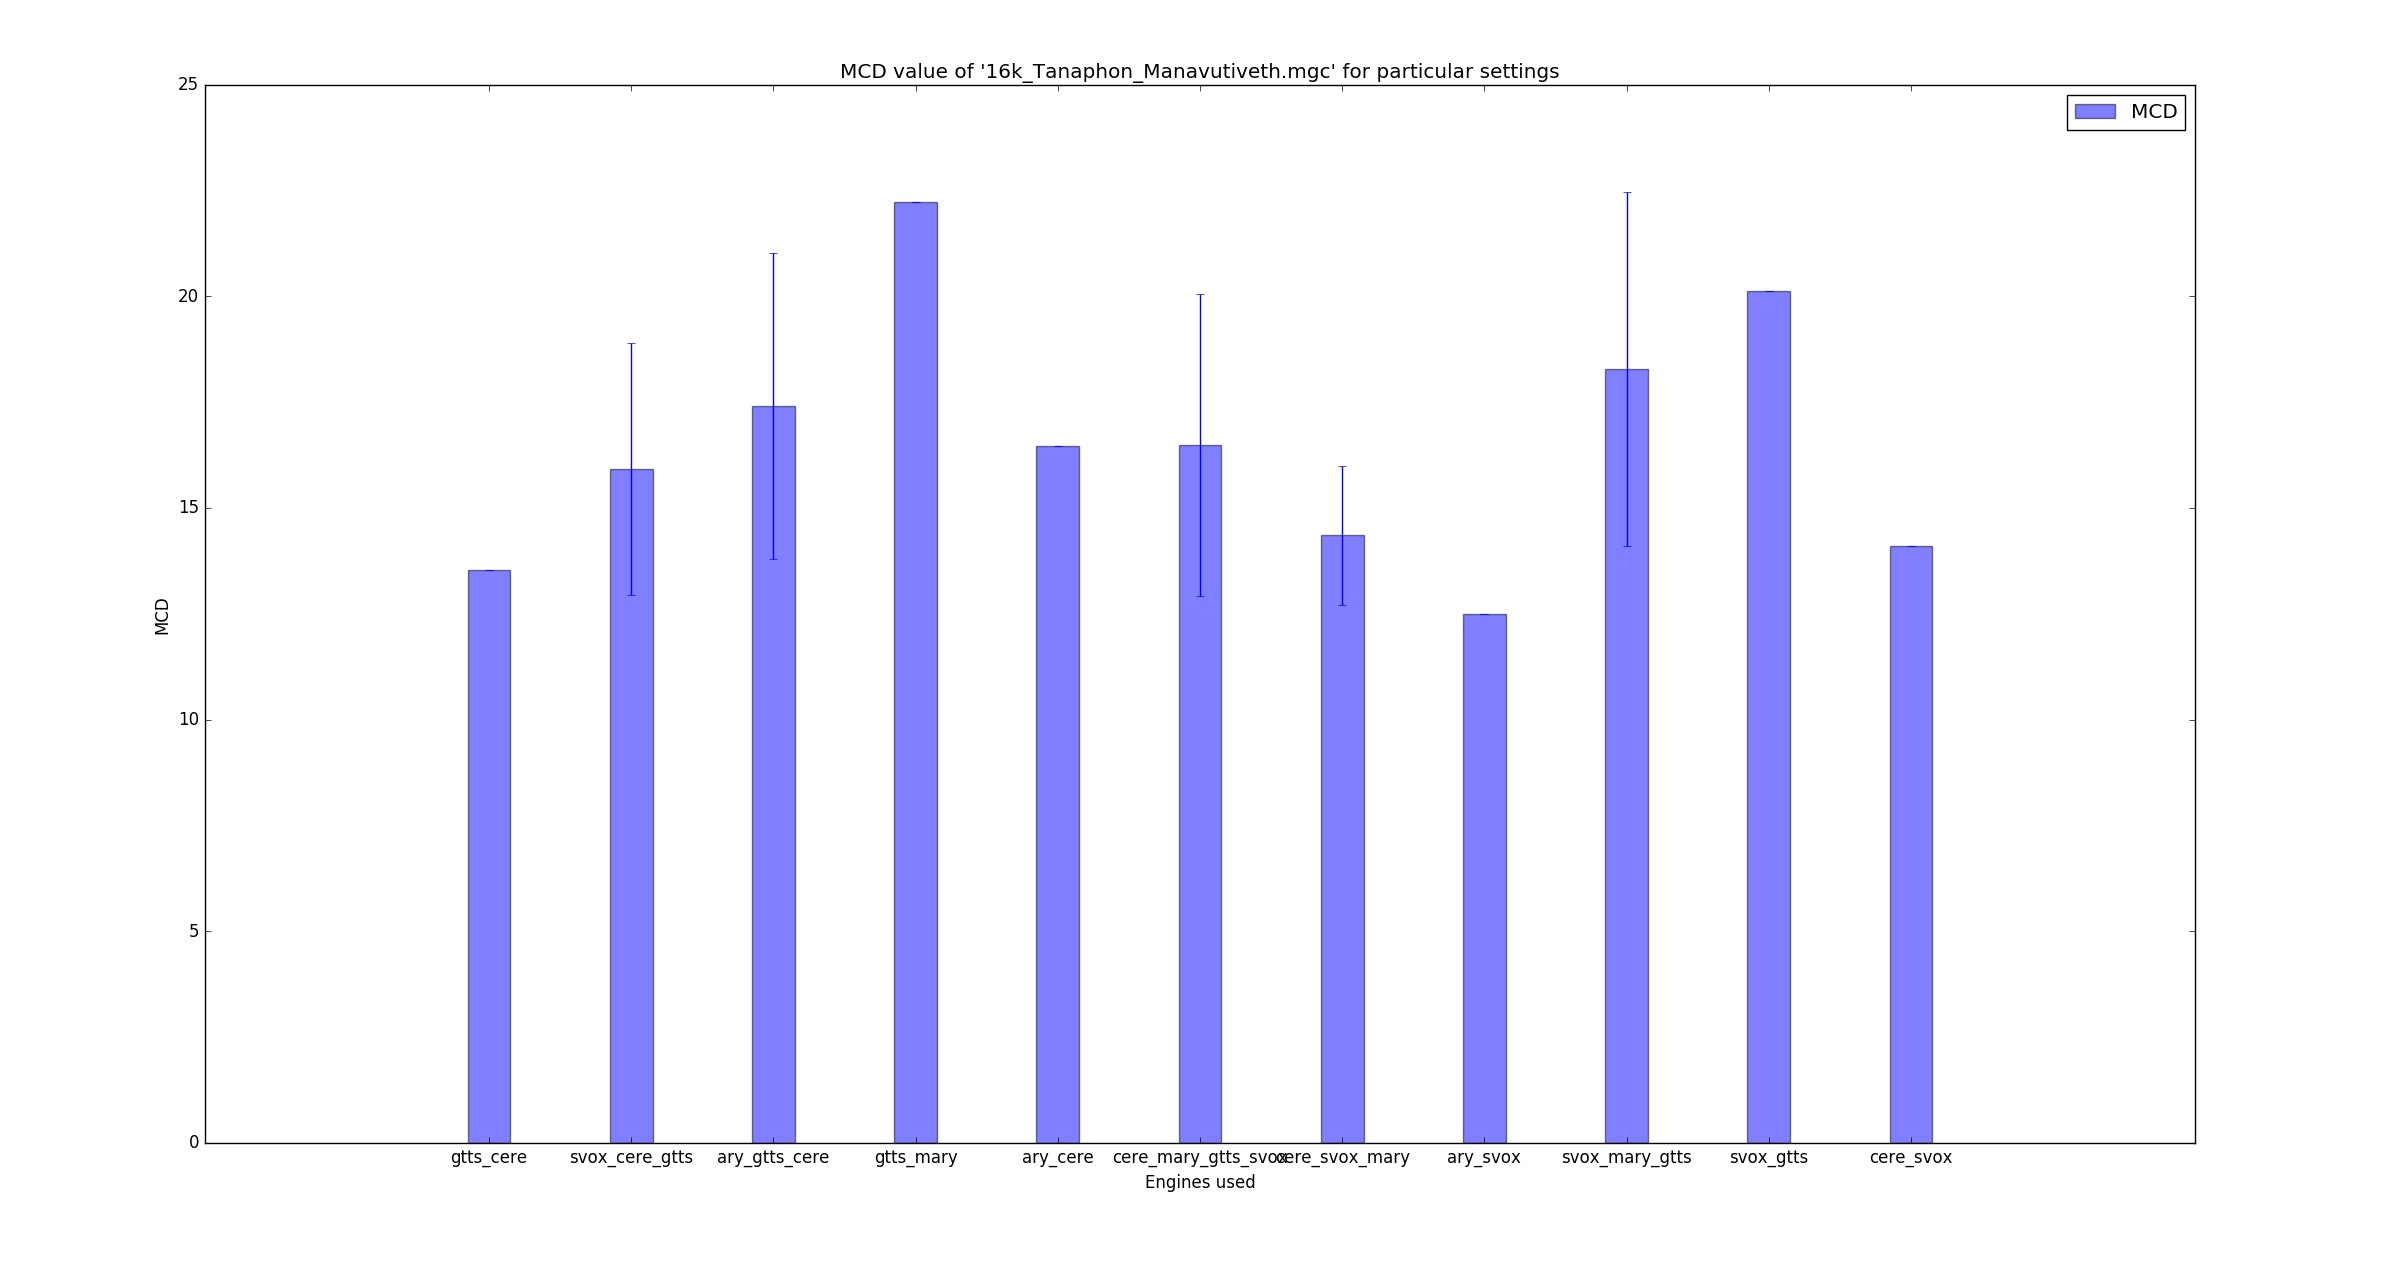 MCD value of '16k_Tanaphon_Manavutiveth.mgc' for particular settings
MCD
25
20
15
10
5
0
MCD
gtts_cere svox_cere_gtts ary_gtts_cere gtts_mary ary_cere cere_mary_gtts_svox cere_svox_mary ary_svox svox_mary_gtts svox_gtts cere_svox
Engines used